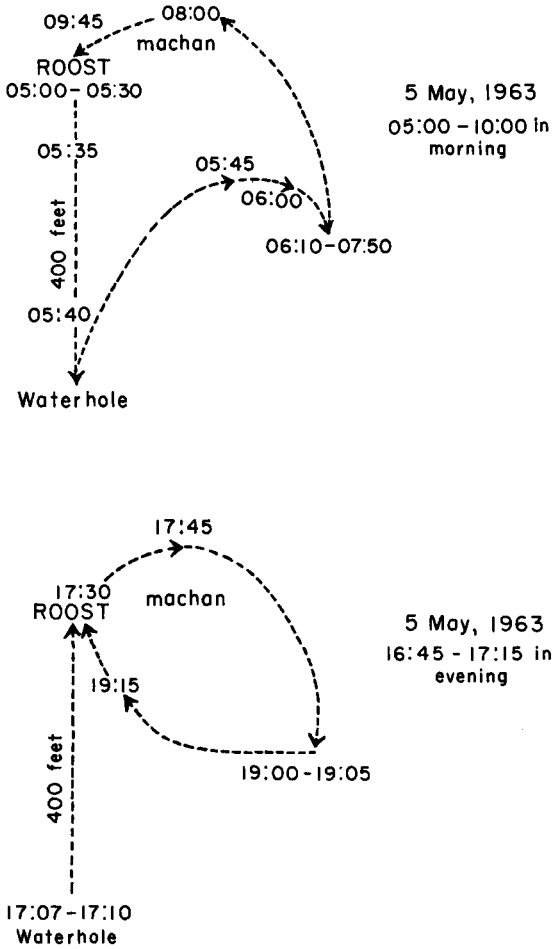 09:45
08:00
machan
ROOST
05:00-05:30
5 May, 1963
05:00-10:00 in
morning
05:35
05:45
06:00
400 feet
06:10-07:50
05:40
Waterhole
17:45
17:30
ROOST
machan
5 May, 1963
16:45-17:15 in
evening
19:15
400 feet
19:00-19:05
17:07-17:10
Waterhole